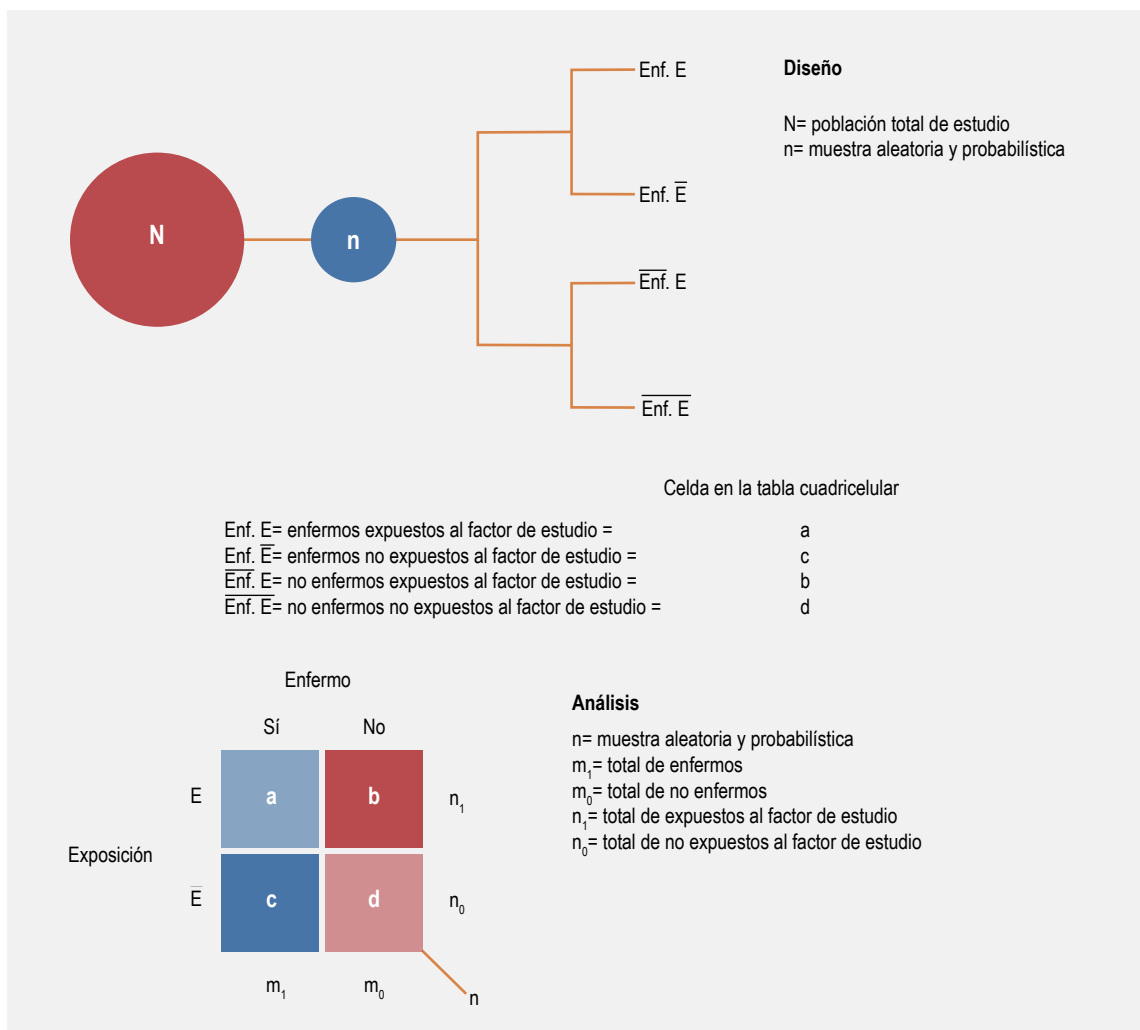 Enf. E
Diseño
N= población total de estudio
n= muestra aleatoria y probabilística
Enf. E̅
N
n
E̅n̅f̅. E
E̅n̅f̅.̅ ̅E̅
Celda en la tabla cuadricelular
Enf. E= enfermos expuestos al factor de estudio = a
Enf. E̅= enfermos no expuestos al factor de estudio = c
E̅n̅f̅. E= no enfermos expuestos al factor de estudio = b
E̅n̅f̅.̅ ̅E̅= no enfermos no expuestos al factor de estudio = d
Enfermo
Sí No
E a b n₁
Exposición
E̅ c d n₀
m₁ m₀ n
Análisis
n= muestra aleatoria y probabilística
m₁= total de enfermos
m₀= total de no enfermos
n₁= total de expuestos al factor de estudio
n₀= total de no expuestos al factor de estudio